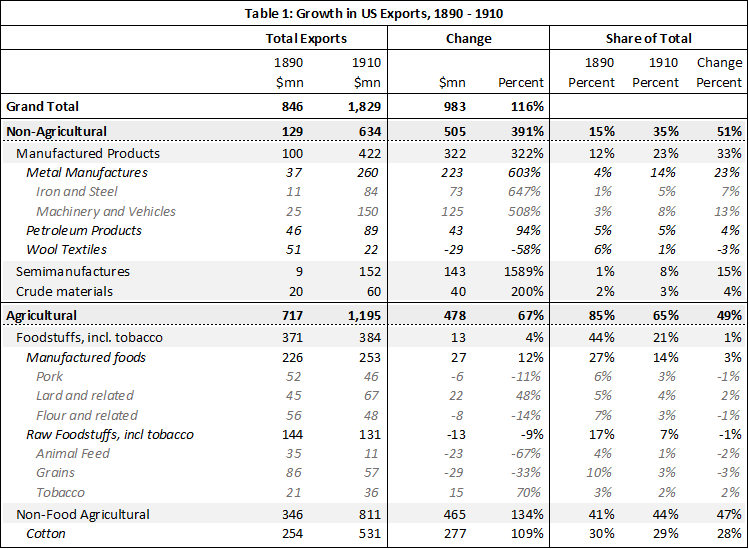 Table 1: Growth in US Exports, 1890 - 1910
Total Exports Change Share of Total
1890 1910 1890 1910 Change
$mn $mn $mn Percent Percent Percent Percent
Grand Total 846 1,829 983 116%
Non-Agricultural 129 634 505 391% 15% 35% 51%
Manufactured Products 100 422 322 322% 12% 23% 33%
Metal Manufactures 37 260 223 603% 4% 14% 23%
Iron and Steel 11 84 73 647% 1% 5% 7%
Machinery and Vehicles 25 150 125 508% 3% 8% 13%
Petroleum Products 46 89 43 94% 5% 5% 4%
Wool Textiles 51 22 -29 -58% 6% 1% -3%
Semimanufactures 9 152 143 1589% 1% 8% 15%
Crude materials 20 60 40 200% 2% 3% 4%
Agricultural 717 1,195 478 67% 85% 65% 49%
Foodstuffs, incl. tobacco 371 384 13 4% 44% 21% 1%
Manufactured foods 226 253 27 12% 27% 14% 3%
Pork 52 46 -6 -11% 6% 3% -1%
Lard and related 45 67 22 48% 5% 4% 2%
Flour and related 56 48 -8 -14% 7% 3% -1%
Raw Foodstuffs, incl tobacco 144 131 -13 -9% 17% 7% -1%
Animal Feed 35 11 -23 -67% 4% 1% -2%
Grains 86 57 -29 -33% 10% 3% -3%
Tobacco 21 36 15 70% 3% 2% 2%
Non-Food Agricultural 346 811 465 134% 41% 44% 47%
Cotton 254 531 277 109% 30% 29% 28%